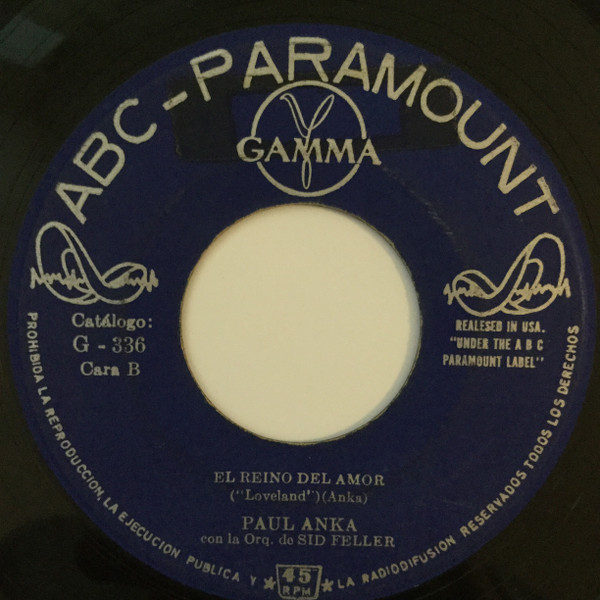 ABC-PARAMOUNT
GAMMA
Catálogo:
G - 336
Cara B
REALESED IN USA.
"UNDER THE A B C
PARAMOUNT LABEL"
EL REINO DEL AMOR
("Loveland") (Anka)
PAUL ANKA
con la Orq. de SID FELLER
PROHIBIDA LA REPRODUCCION, LA EJECUCION PUBLICA Y ★ 45 RPM ★ LA RADIODIFUSION RESERVADOS TODOS LOS DERECHOS